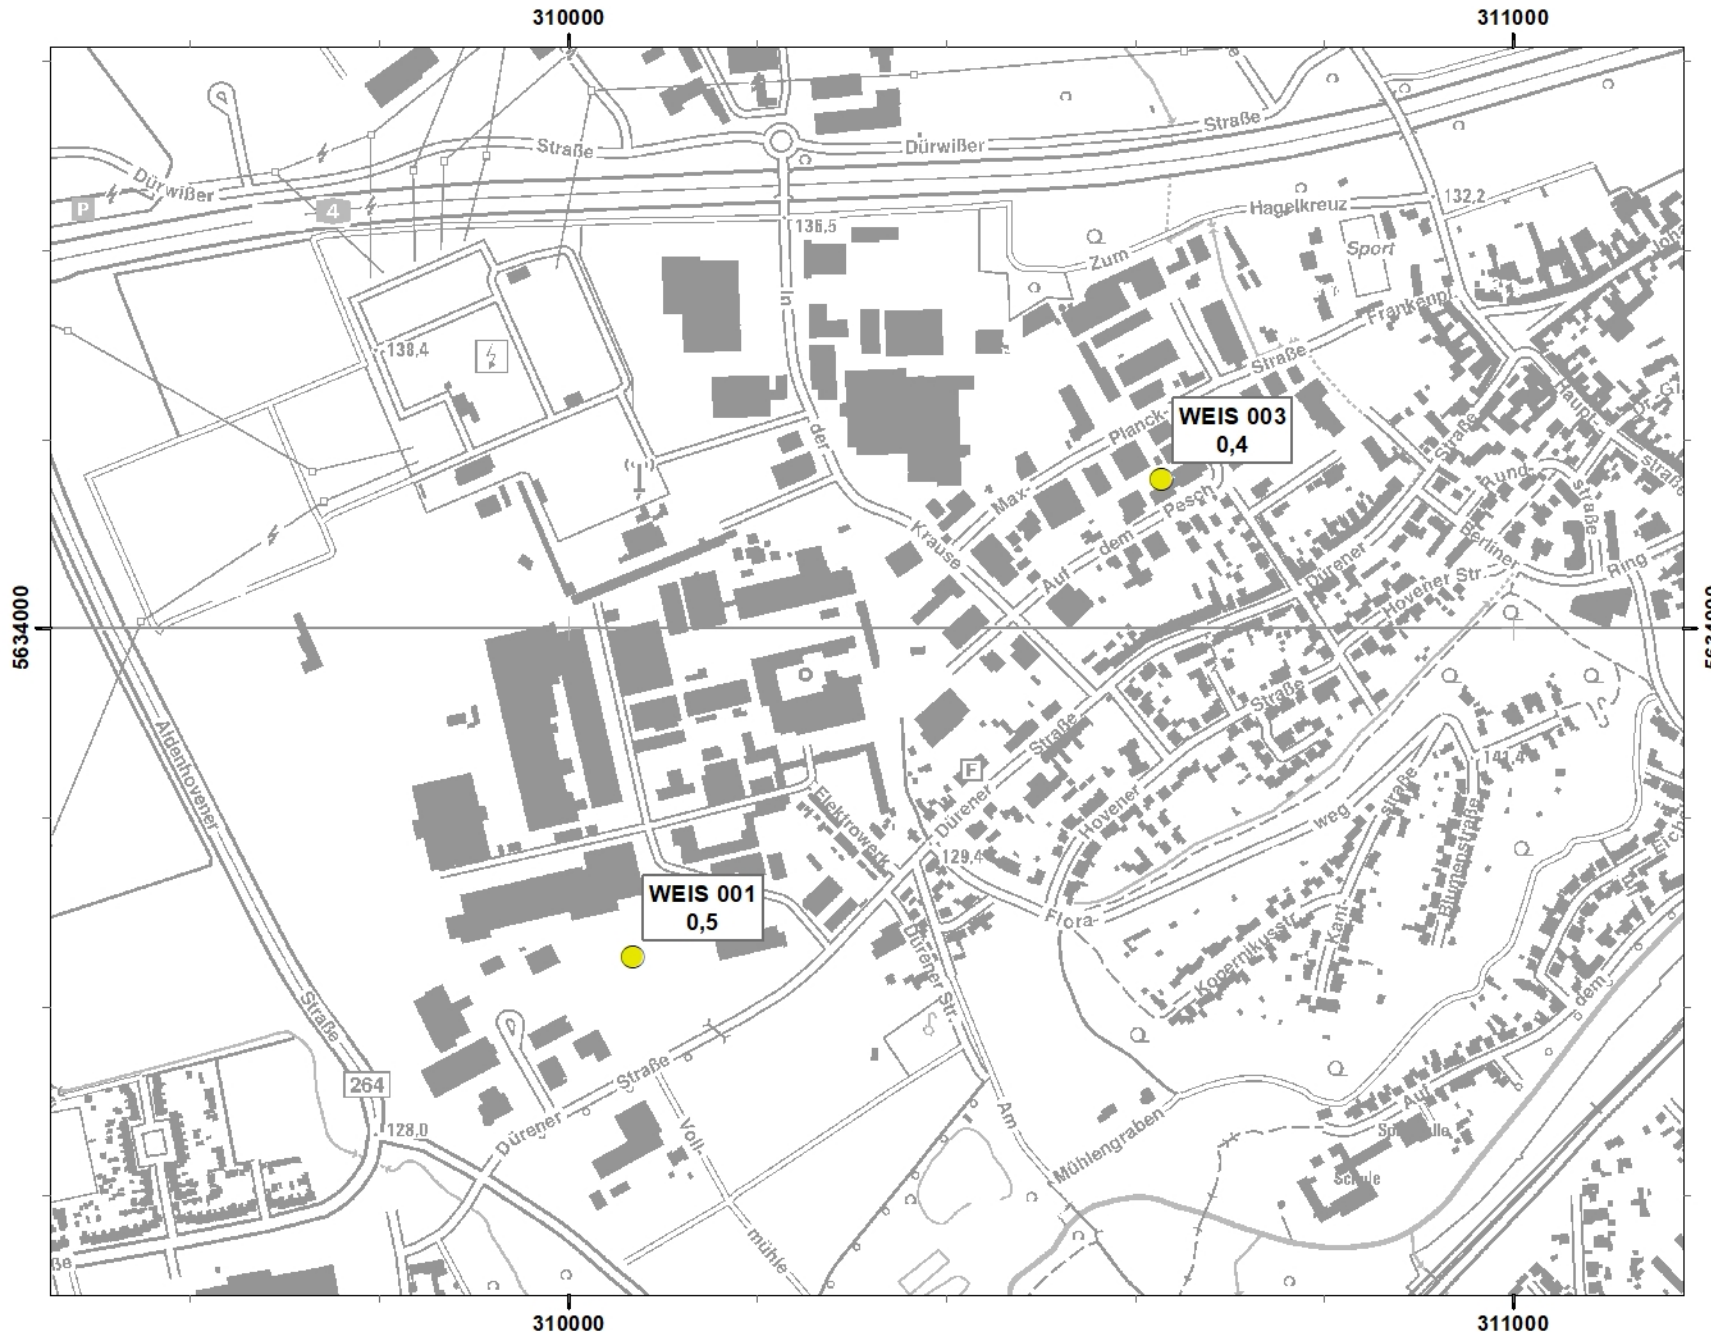 310000
311000
Straße
Dürwißer
Straße
Dürwißer
P
4
136,5
Hagelkreuz
132,2
Zum
Sport
Frankenpl.
138,4
In
der
Krause
Straße
Planck-
Max-
WEIS 003
0,4
Haupt-
straße
Dr.-
Straße
Rund-
straße
Pesch
dem
Auf
Berliner
Ring
Dürener
Hovener Str.
5634000
Straße
Straße
Aldenhovener
Straße
F
141,4
Dürener
Hovener
Elektrowerk
weg
straße
Blumenstraße
129,4
WEIS 001
0,5
Flora-
Kant-
Kopernikusstr.
Dürener Str.
dem
Straße
264
128,0
Dürener
Voll-
mühle
Am
Mühlengraben
Auf
Schule
ße
310000
311000